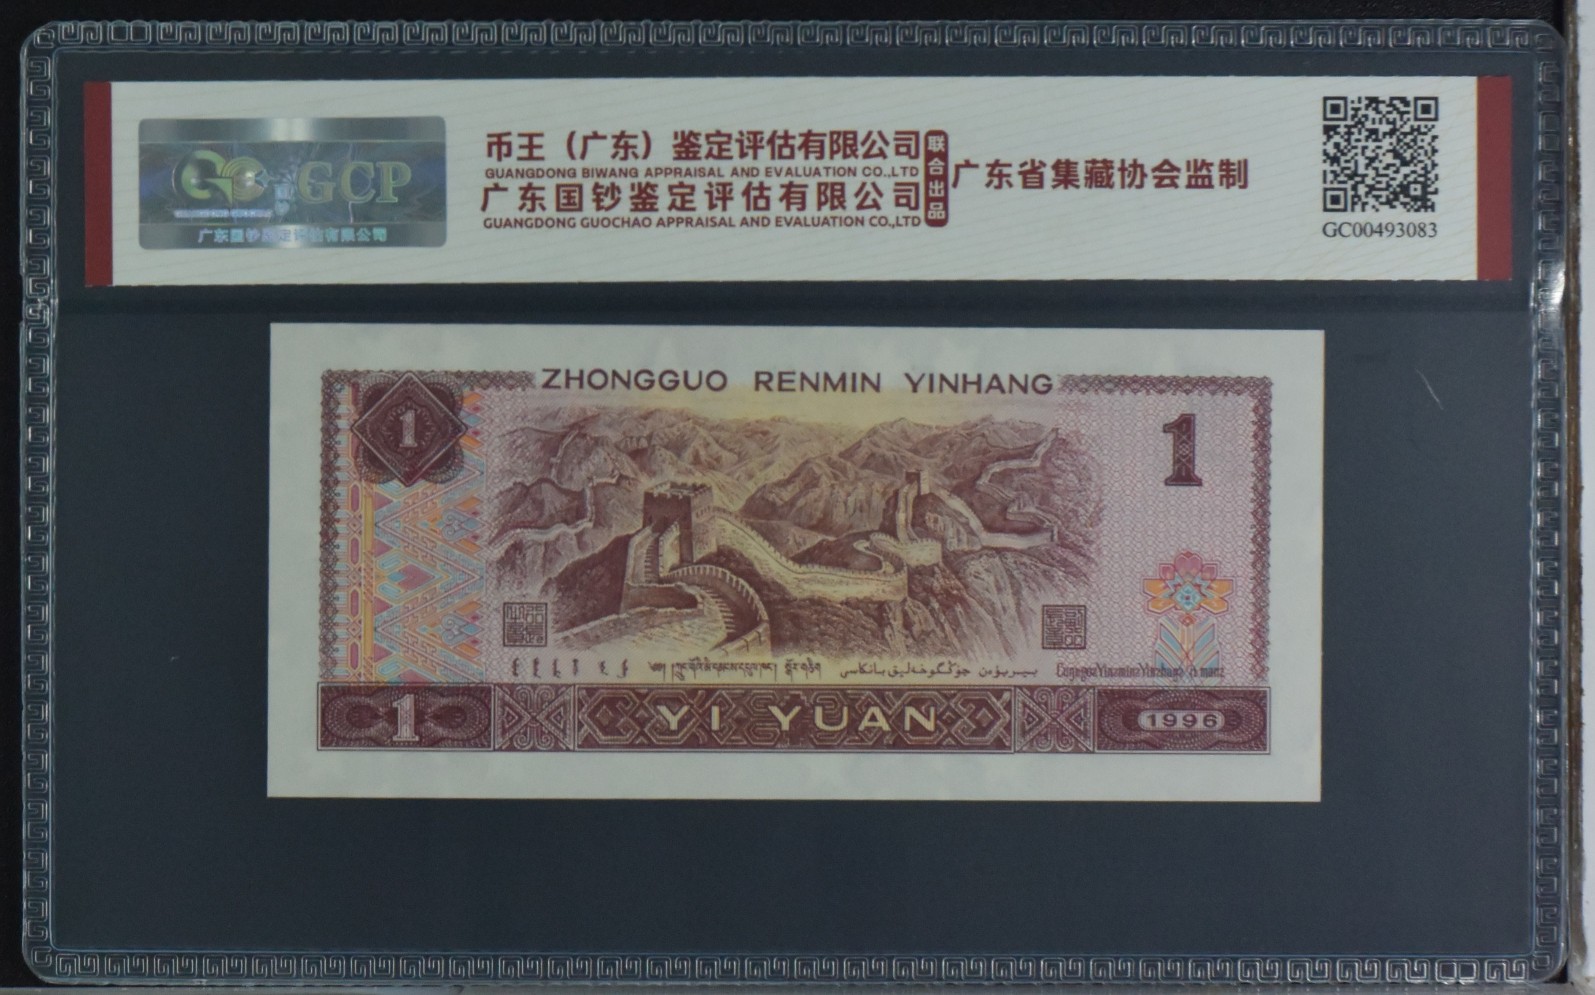 GCP
广东国钞鉴定评估有限公司
币王（广东）鉴定评估有限公司
GUANGDONG BIWANG APPRAISAL AND EVALUATION CO.,LTD
广东国钞鉴定评估有限公司
GUANGDONG GUOCHAO APPRAISAL AND EVALUATION CO.,LTD
联合出品
广东省集藏协会监制
GC00493083
ZHONGGUO RENMIN YINHANG
1
1
1
YI YUAN
1996